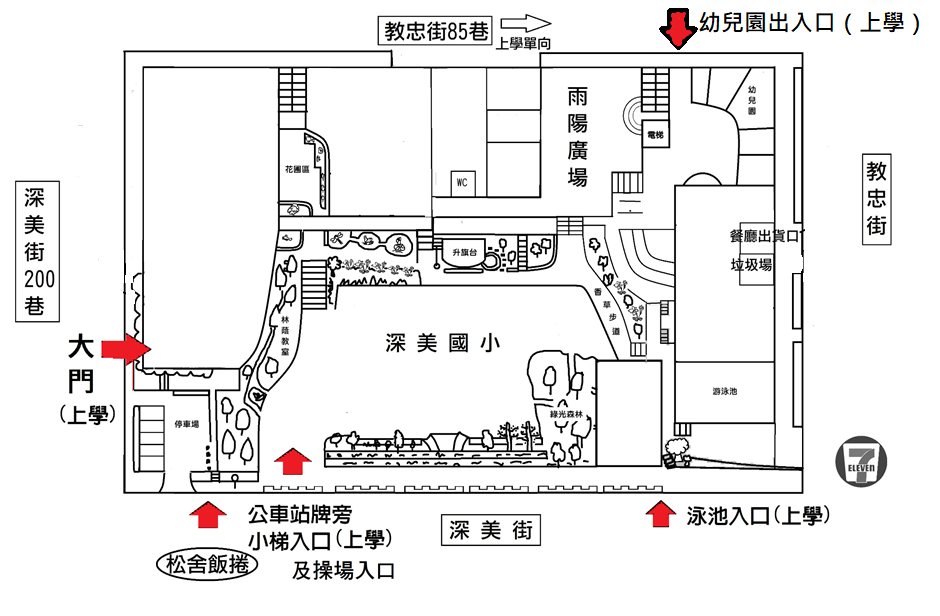 教忠街85巷
上學單向
幼兒園出入口(上學)
幼兒園
雨陽廣場
電梯
花圃區
WC
教忠街
深美街200巷
升旗台
餐廳出貨口
垃圾場
香草步道
林蔭教室
深美國小
大門
(上學)
游泳池
停車場
綠光森林
7
ELEVEN
公車站牌旁
小梯入口(上學)
及操場入口
深美街
泳池入口(上學)
松舍飯捲